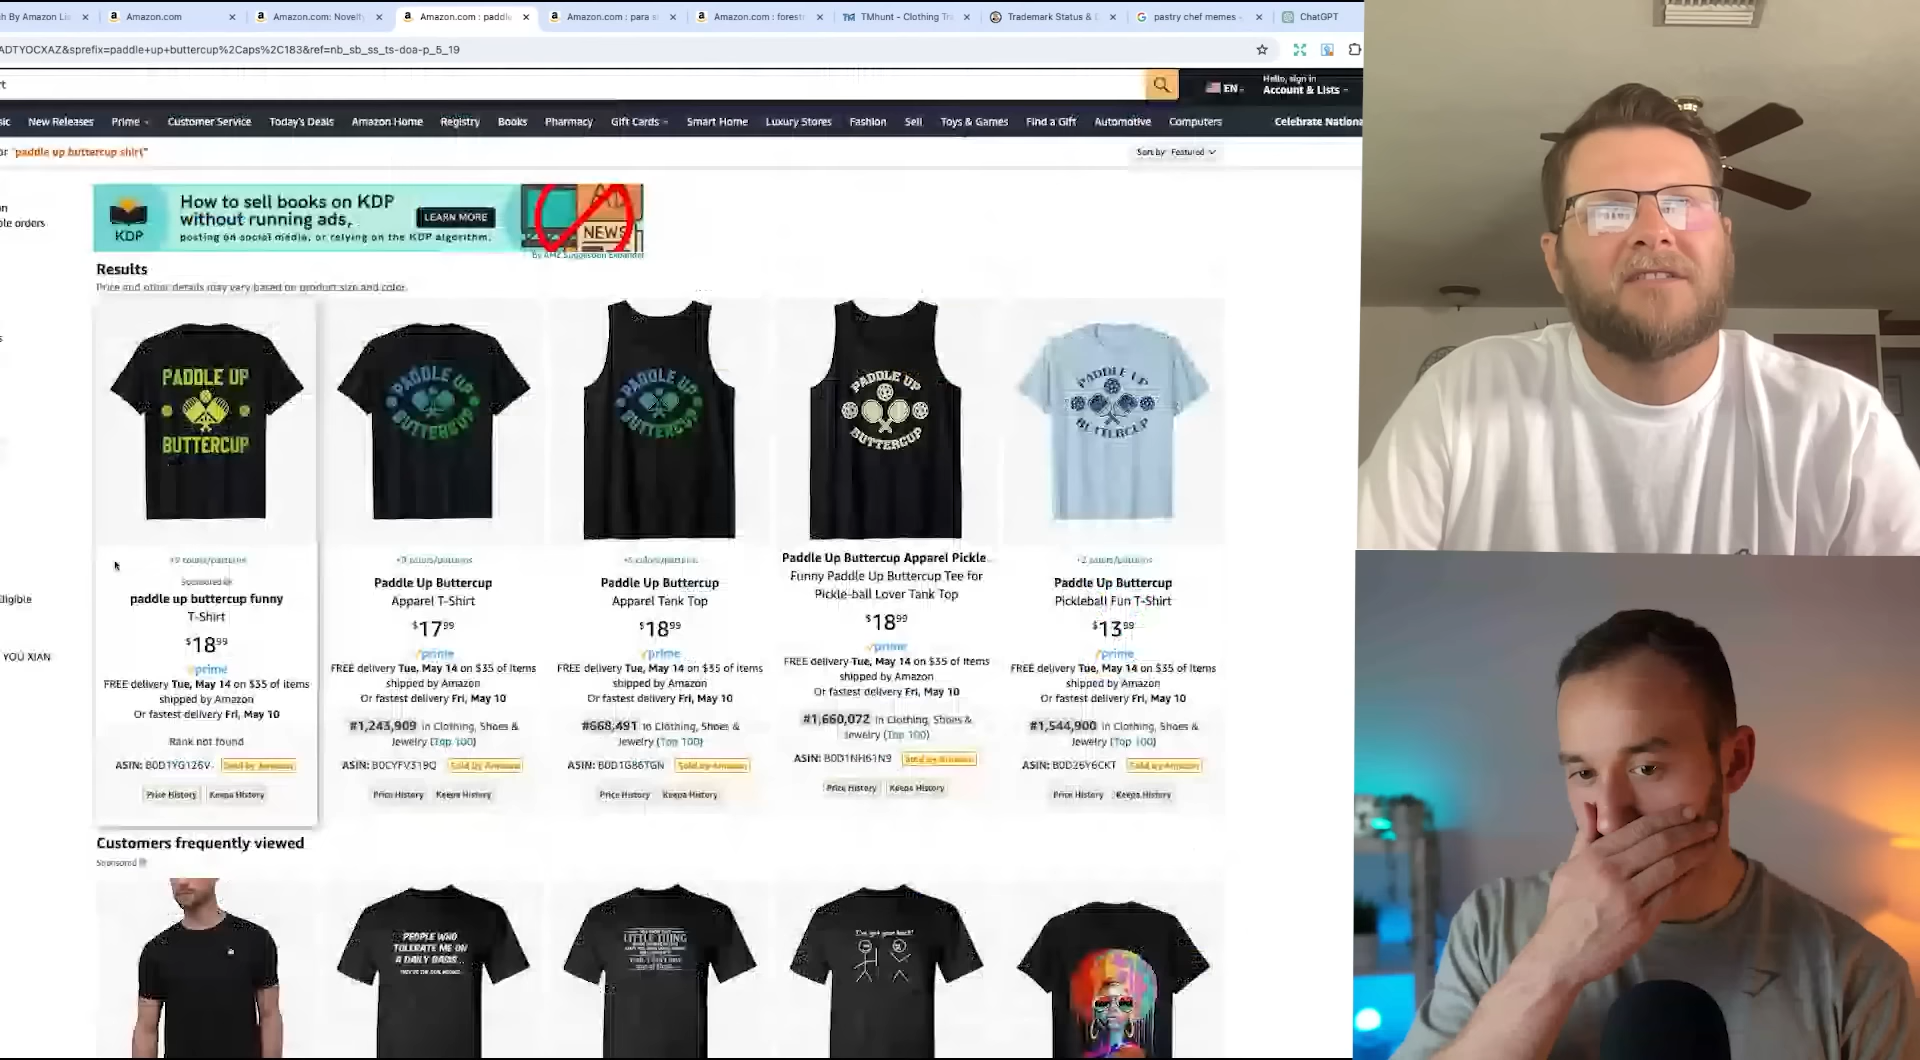 h By Amazon Lis
Amazon.com
Amazon.com: Novelt
Amazon.com : paddle
Amazon.com : para s
Amazon.com : forestr
TMhunt - Clothing Tra
Trademark Status & D
pastry chef memes -
ChatGPT
ADTYOCXAZ&sprefix=paddle+up+buttercup%2Caps%2C183&ref=nb_sb_ss_ts-doa-p_5_19
EN
Hello, sign in
Account & Lists
sic New Releases Prime Customer Service Today's Deals Amazon Home Registry Books Pharmacy Gift Cards Smart Home Luxury Stores Fashion Sell Toys & Games Find a Gift Automotive Computers Celebrate Nationa
or "paddle up buttercup shirt"
Sort by: Featured
ble orders
lligible
YOU XIAN
KDP
How to sell books on KDP
without running ads,
posting on social media, or relying on the KDP algorithm.
LEARN MORE
NEWS
By AMZ Suggestion Expander
Results
Price and other details may vary based on product size and color.
PADDLE UP
BUTTERCUP
PADDLE UP
BUTTERCUP
PADDLE UP
BUTTERCUP
PADDLE UP
BUTTERCUP
PADDLE UP
BUTTERCUP
Sponsored
paddle up buttercup funny
T-Shirt
$18.99
prime
FREE delivery Tue, May 14 on $35 of items
shipped by Amazon
Or fastest delivery Fri, May 10
Rank not found
ASIN: B0D1YG126V
Sold by Amazon
Price History Keepa History
Paddle Up Buttercup
Apparel T-Shirt
$17.99
prime
FREE delivery Tue, May 14 on $35 of items
shipped by Amazon
Or fastest delivery Fri, May 10
#1,243,909 in Clothing, Shoes &
Jewelry (Top 100)
ASIN: B0CYFV319Q
Sold by Amazon
Price History Keepa History
Paddle Up Buttercup
Apparel Tank Top
$18.99
prime
FREE delivery Tue, May 14 on $35 of items
shipped by Amazon
Or fastest delivery Fri, May 10
#668,491 in Clothing, Shoes &
Jewelry (Top 100)
ASIN: B0D1G86TGN
Sold by Amazon
Price History Keepa History
Paddle Up Buttercup Apparel Pickle
Funny Paddle Up Buttercup Tee for
Pickle-ball Lover Tank Top
$18.99
prime
FREE delivery Tue, May 14 on $35 of items
shipped by Amazon
Or fastest delivery Fri, May 10
#1,660,072 in Clothing, Shoes &
Jewelry (Top 100)
ASIN: B0D1NH61N9
Sold by Amazon
Price History Keepa History
+2 colors/patterns
Paddle Up Buttercup
Pickleball Fun T-Shirt
$13.99
prime
FREE delivery Tue, May 14 on $35 of items
shipped by Amazon
Or fastest delivery Fri, May 10
#1,544,900 in Clothing, Shoes &
Jewelry (Top 100)
ASIN: B0D26Y6CKT
Sold by Amazon
Price History Keepa History
Customers frequently viewed
Sponsored
PEOPLE WHO
TOLERATE ME ON
A DAILY BASIS...
LITTLE THING
I've got your back!